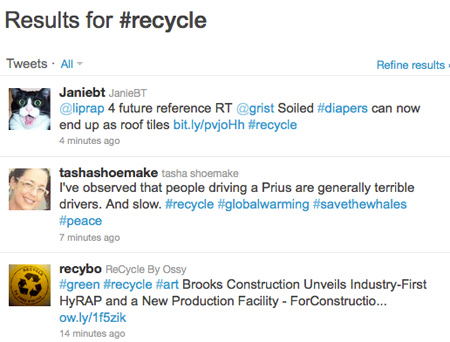 Results for #recycle
Tweets · All
Refine results
Janiebt JanieBT
@liprap 4 future reference RT @grist Soiled #diapers can now
end up as roof tiles bit.ly/pvjoHh #recycle
4 minutes ago
tashashoemake tasha shoemake
I've observed that people driving a Prius are generally terrible
drivers. And slow. #recycle #globalwarming #savethewhales
#peace
7 minutes ago
recybo ReCycle By Ossy
#green #recycle #art Brooks Construction Unveils Industry-First
HyRAP and a New Production Facility - ForConstructio...
ow.ly/1f5zik
14 minutes ago